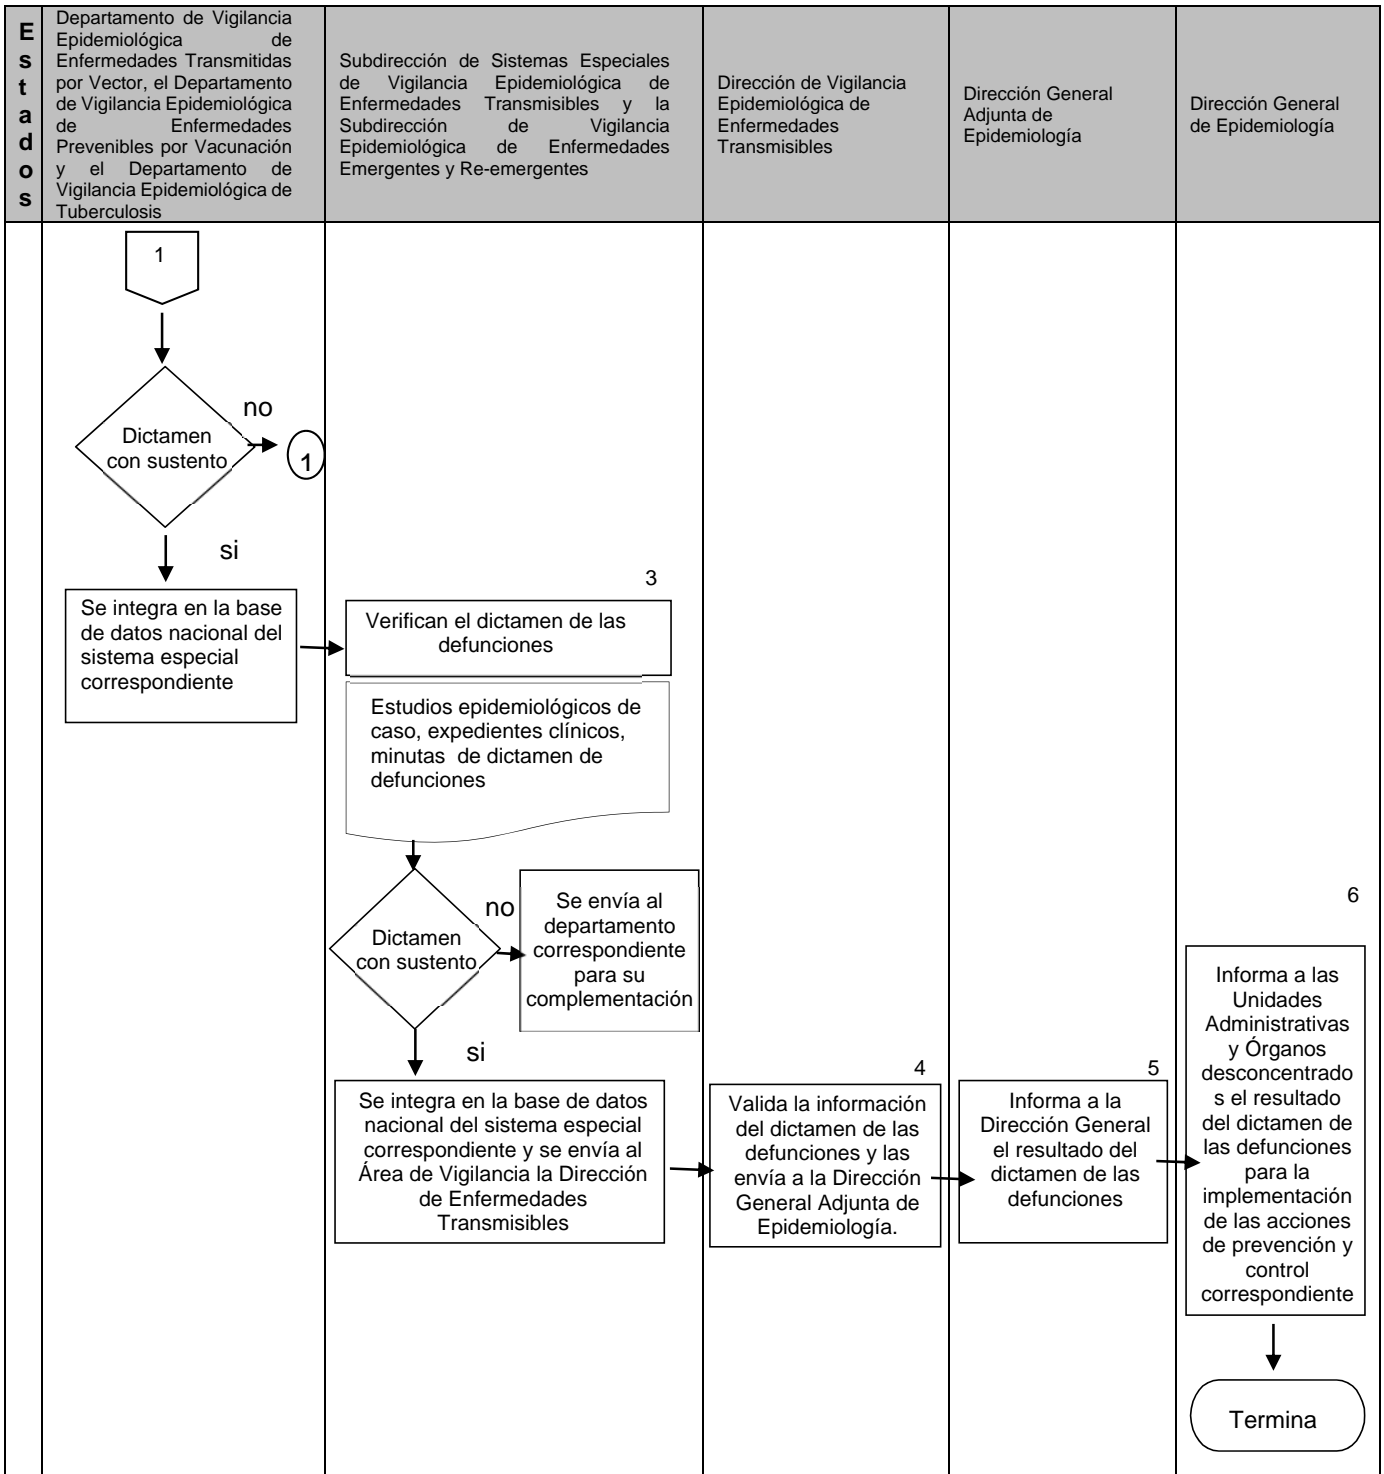 E
s
t
a
d
o
s
Departamento de Vigilancia
Epidemiológica de
Enfermedades Transmitidas
por Vector, el Departamento
de Vigilancia Epidemiológica
de Enfermedades
Prevenibles por Vacunación
y el Departamento de
Vigilancia Epidemiológica de
Tuberculosis
Subdirección de Sistemas Especiales
de Vigilancia Epidemiológica de
Enfermedades Transmisibles y la
Subdirección de Vigilancia
Epidemiológica de Enfermedades
Emergentes y Re-emergentes
Dirección de Vigilancia
Epidemiológica de
Enfermedades
Transmisibles
Dirección General
Adjunta de
Epidemiología
Dirección General
de Epidemiología
1
Dictamen
con sustento
no
1
si
Se integra en la base
de datos nacional del
sistema especial
correspondiente
3
Verifican el dictamen de las
defunciones
Estudios epidemiológicos de
caso, expedientes clínicos,
minutas de dictamen de
defunciones
Dictamen
con sustento
no
Se envía al
departamento
correspondiente
para su
complementación
si
Se integra en la base de datos
nacional del sistema especial
correspondiente y se envía al
Área de Vigilancia la Dirección
de Enfermedades
Transmisibles
4
Valida la información
del dictamen de las
defunciones y las
envía a la Dirección
General Adjunta de
Epidemiología.
5
Informa a la
Dirección General
el resultado del
dictamen de las
defunciones
6
Informa a las
Unidades
Administrativas
y Órganos
desconcentrado
s el resultado
del dictamen de
las defunciones
para la
implementación
de las acciones
de prevención y
control
correspondiente
Termina